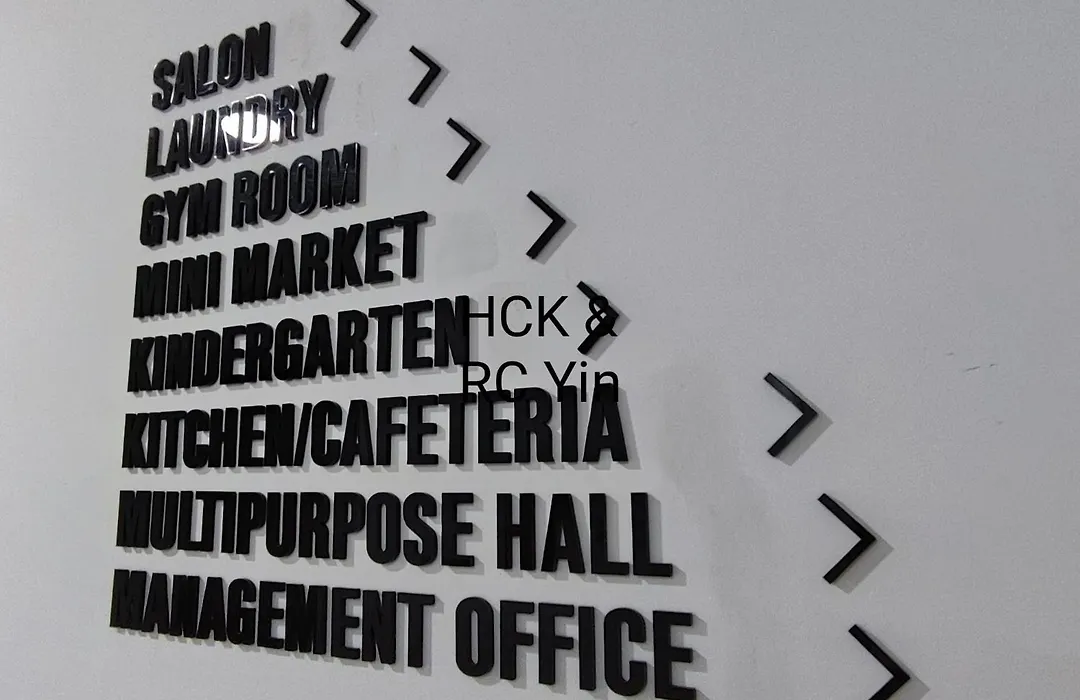 SALON
LAUNDRY
GYM ROOM
MINI MARKET
KINDERGARTEN
HCK &
RC Yin
KITCHEN/CAFETERIA
MULTIPURPOSE HALL
MANAGEMENT OFFICE